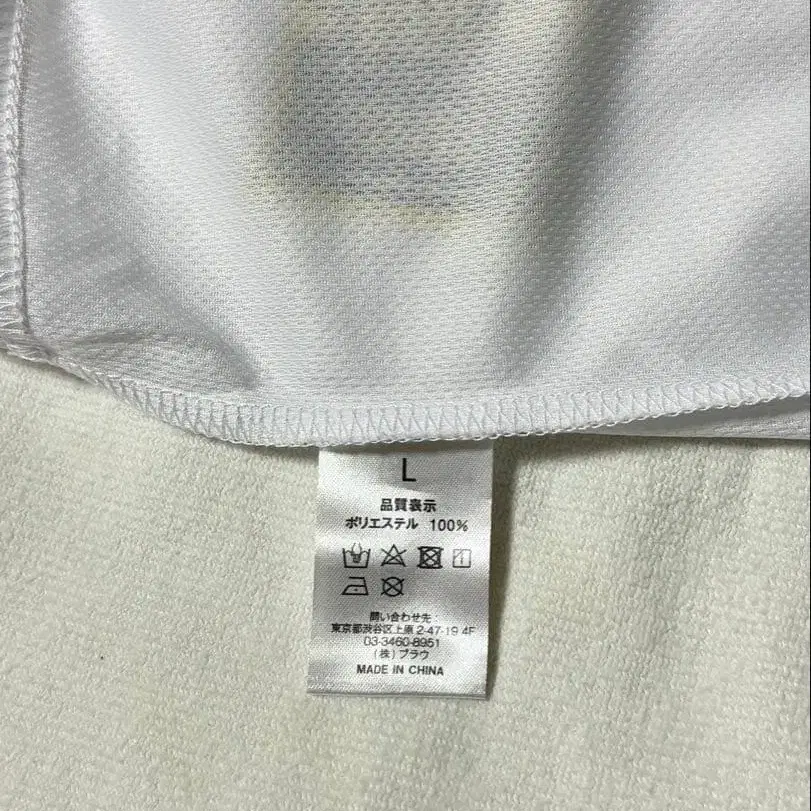 L
品質表示
ポリエステル 100%
問い合わせ先:
東京都渋谷区上原 2-47-19 4F
03-3460-8951
(株) ブラウ
MADE IN CHINA